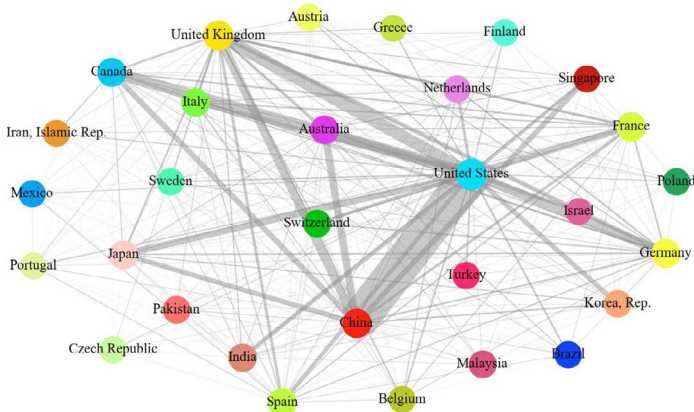 Austria
Greece
Finland
United Kingdom
Canada
Netherlands
Singapore
Italy
Iran, Islamic Rep.
Australia
France
Mexico
Sweden
United States
Poland
Switzerland
Israel
Portugal
Japan
Germany
Turkey
Pakistan
Korea, Rep.
China
Czech Republic
India
Malaysia
Brazil
Spain
Belgium